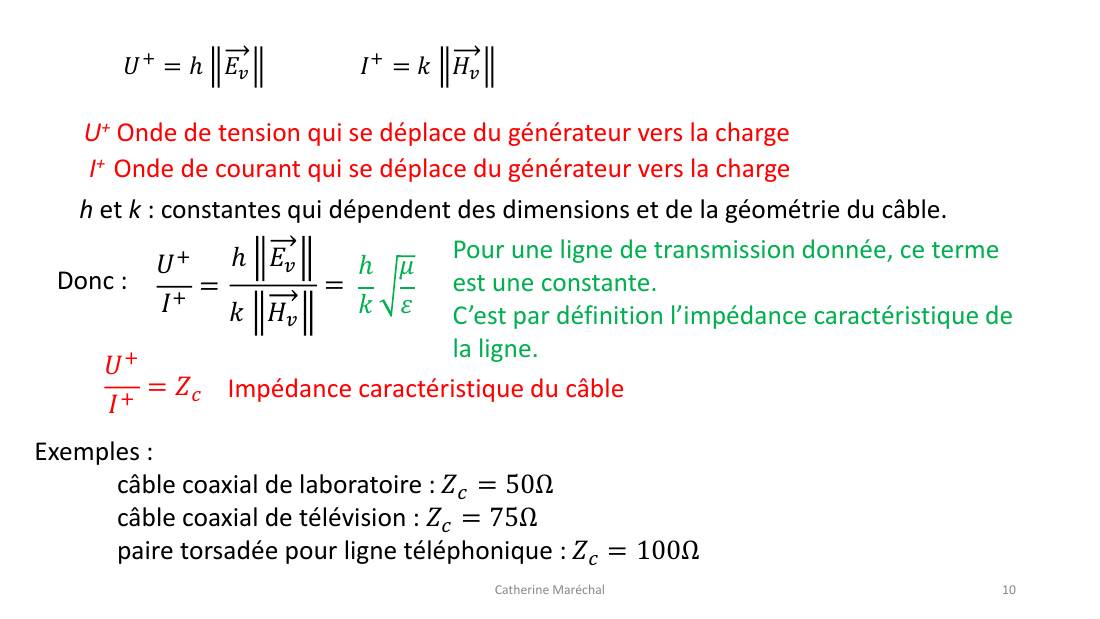 U⁺ = h ‖E⃗ᵥ‖ I⁺ = k ‖H⃗ᵥ‖
U⁺ Onde de tension qui se déplace du générateur vers la charge
I⁺ Onde de courant qui se déplace du générateur vers la charge
h et k : constantes qui dépendent des dimensions et de la géométrie du câble.
Donc : U⁺/I⁺ = h ‖E⃗ᵥ‖ / k ‖H⃗ᵥ‖ = h/k √(μ/ε)
Pour une ligne de transmission donnée, ce terme
est une constante.
C’est par définition l’impédance caractéristique de
la ligne.
U⁺/I⁺ = Z_c Impédance caractéristique du câble
Exemples :
câble coaxial de laboratoire : Z_c = 50Ω
câble coaxial de télévision : Z_c = 75Ω
paire torsadée pour ligne téléphonique : Z_c = 100Ω
Catherine Maréchal 10